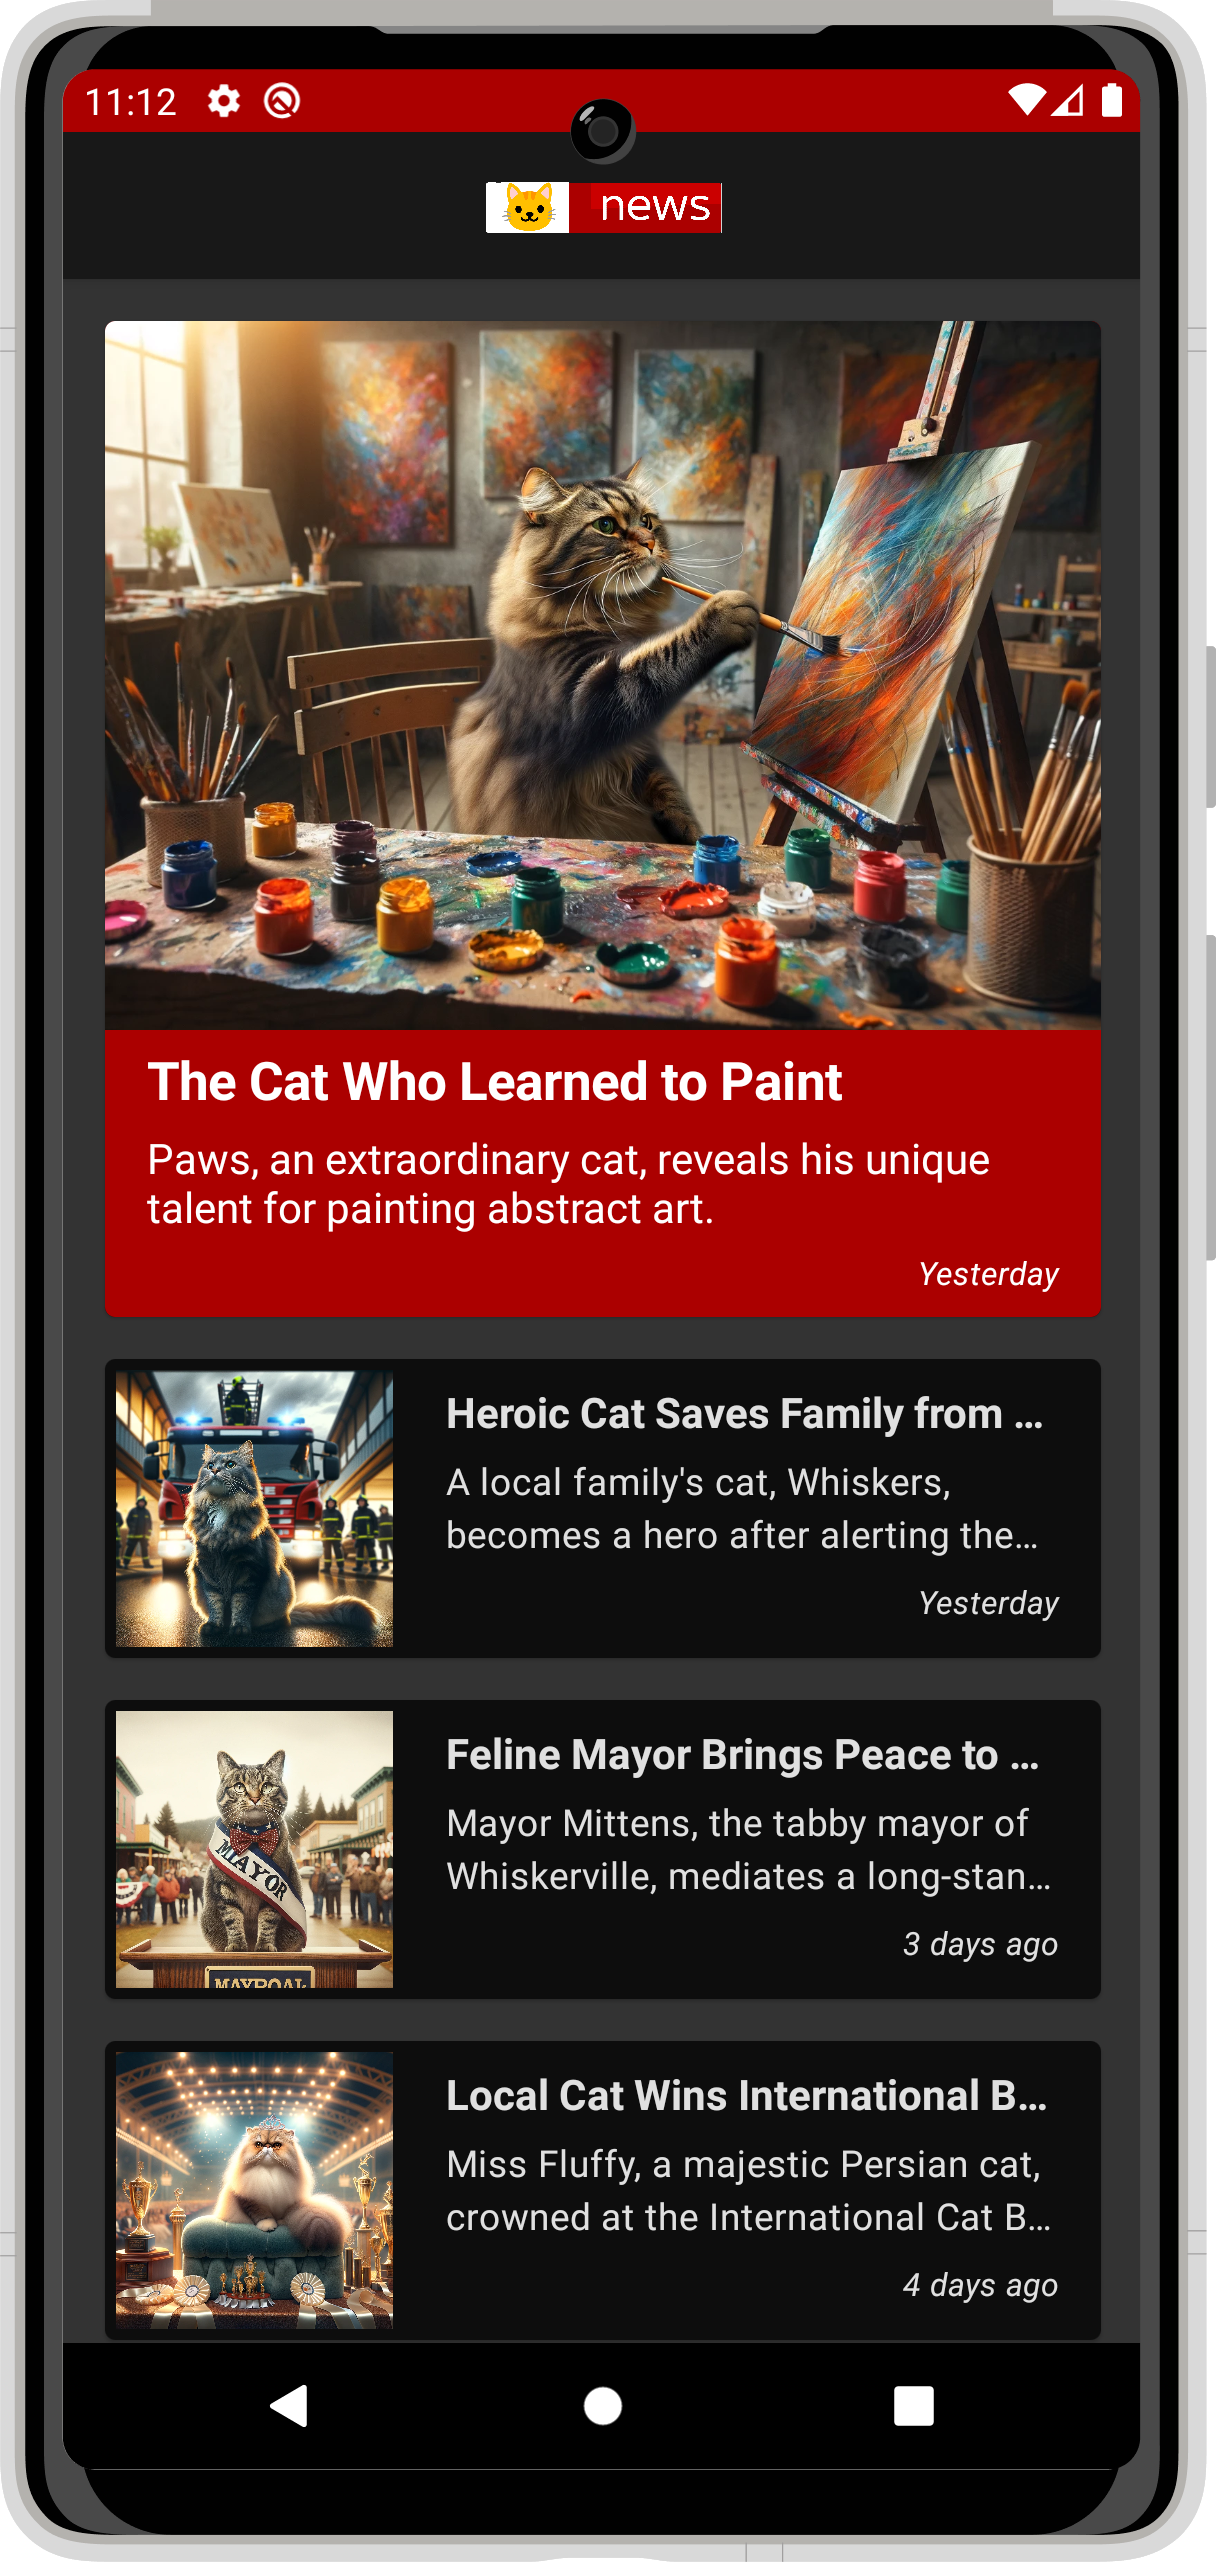 11:12
news
The Cat Who Learned to Paint
Paws, an extraordinary cat, reveals his unique
talent for painting abstract art.
Yesterday
Heroic Cat Saves Family from ...
A local family's cat, Whiskers,
becomes a hero after alerting the...
Yesterday
Feline Mayor Brings Peace to ...
Mayor Mittens, the tabby mayor of
Whiskerville, mediates a long-stan...
3 days ago
MIAYOR
MAYROAL
Local Cat Wins International B...
Miss Fluffy, a majestic Persian cat,
crowned at the International Cat B...
4 days ago